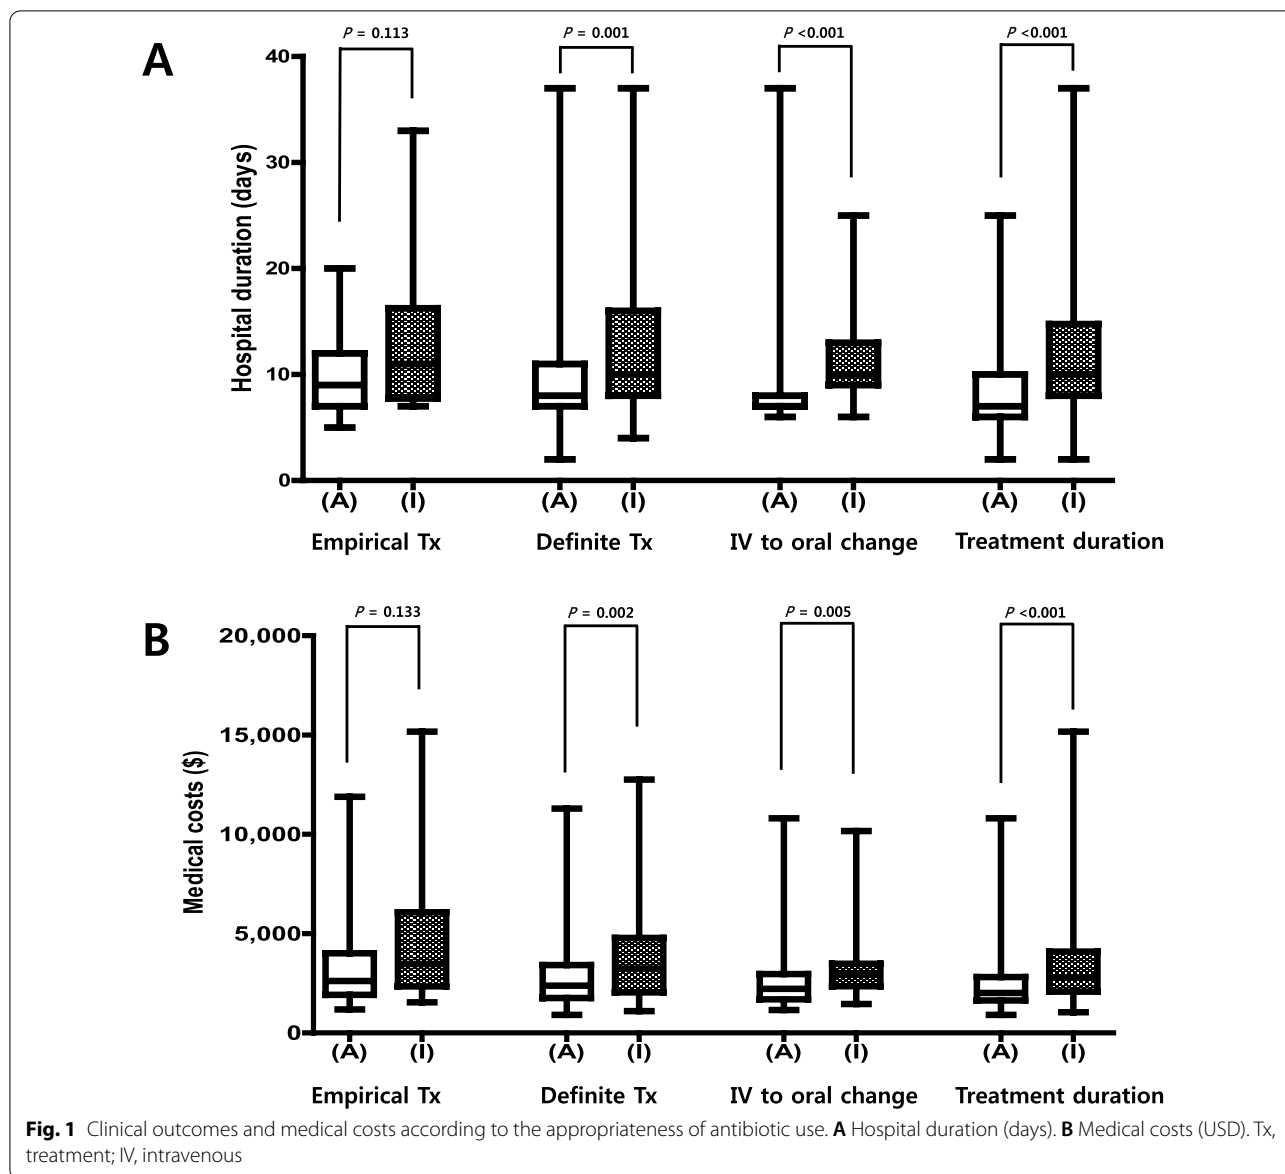 A
P = 0.113
P = 0.001
P <0.001
P <0.001
Hospital duration (days)
40
30
20
10
0
(A) (I) (A) (I) (A) (I) (A) (I)
Empirical Tx Definite Tx IV to oral change Treatment duration
B
P = 0.133
P = 0.002
P = 0.005
P <0.001
Medical costs ($)
20,000
15,000
10,000
5,000
0
(A) (I) (A) (I) (A) (I) (A) (I)
Empirical Tx Definite Tx IV to oral change Treatment duration
Fig. 1 Clinical outcomes and medical costs according to the appropriateness of antibiotic use. A Hospital duration (days). B Medical costs (USD). Tx,
treatment; IV, intravenous